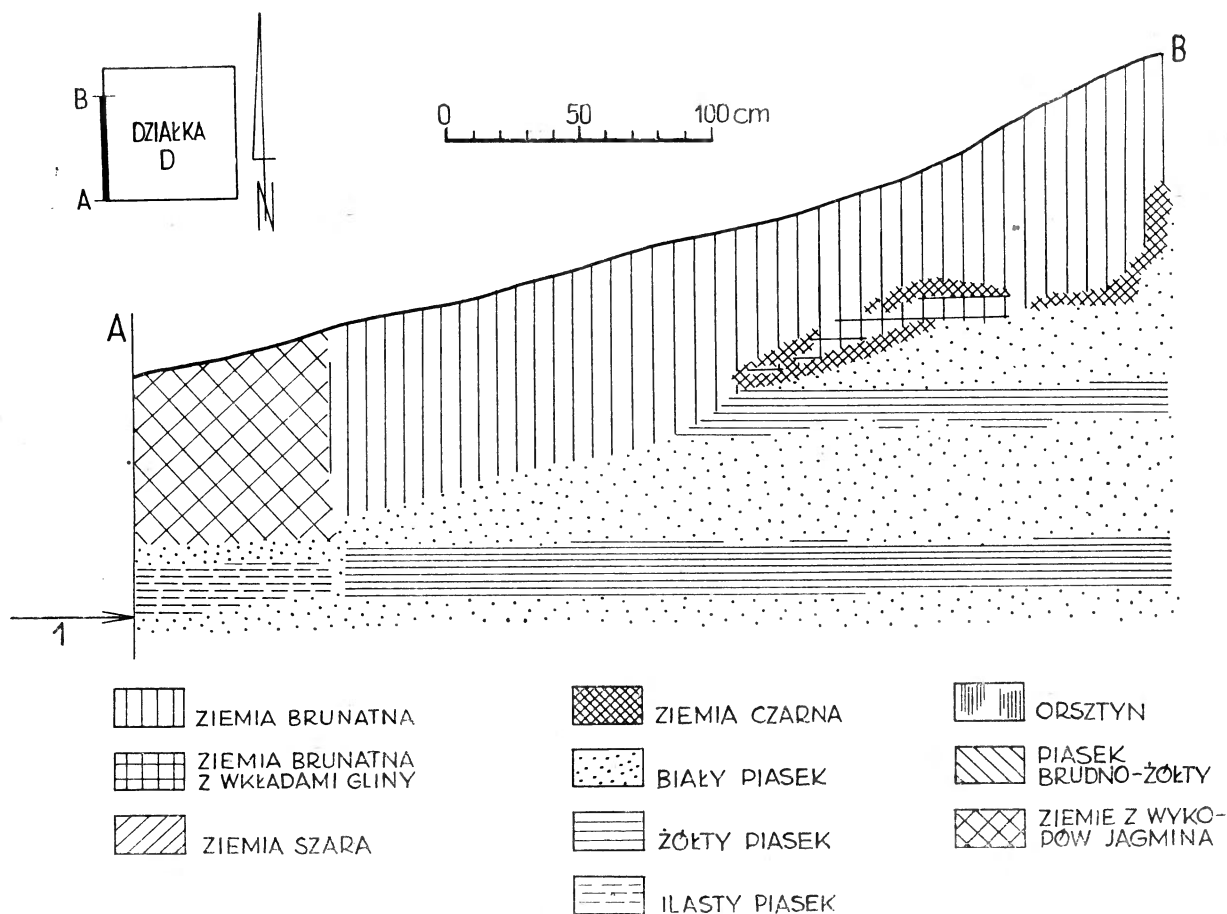 B
DZIAŁKA
D
A
N
0 50 100 cm
A
B
1
ZIEMIA BRUNATNA
ZIEMIA BRUNATNA
Z WKŁADAMI GLINY
ZIEMIA SZARA
ZIEMIA CZARNA
BIAŁY PIASEK
ŻÓŁTY PIASEK
ILASTY PIASEK
ORSZTYN
PIASEK
BRUDNO-ŻÓŁTY
ZIEMIE Z WYKO-
PÓW JAGMINA